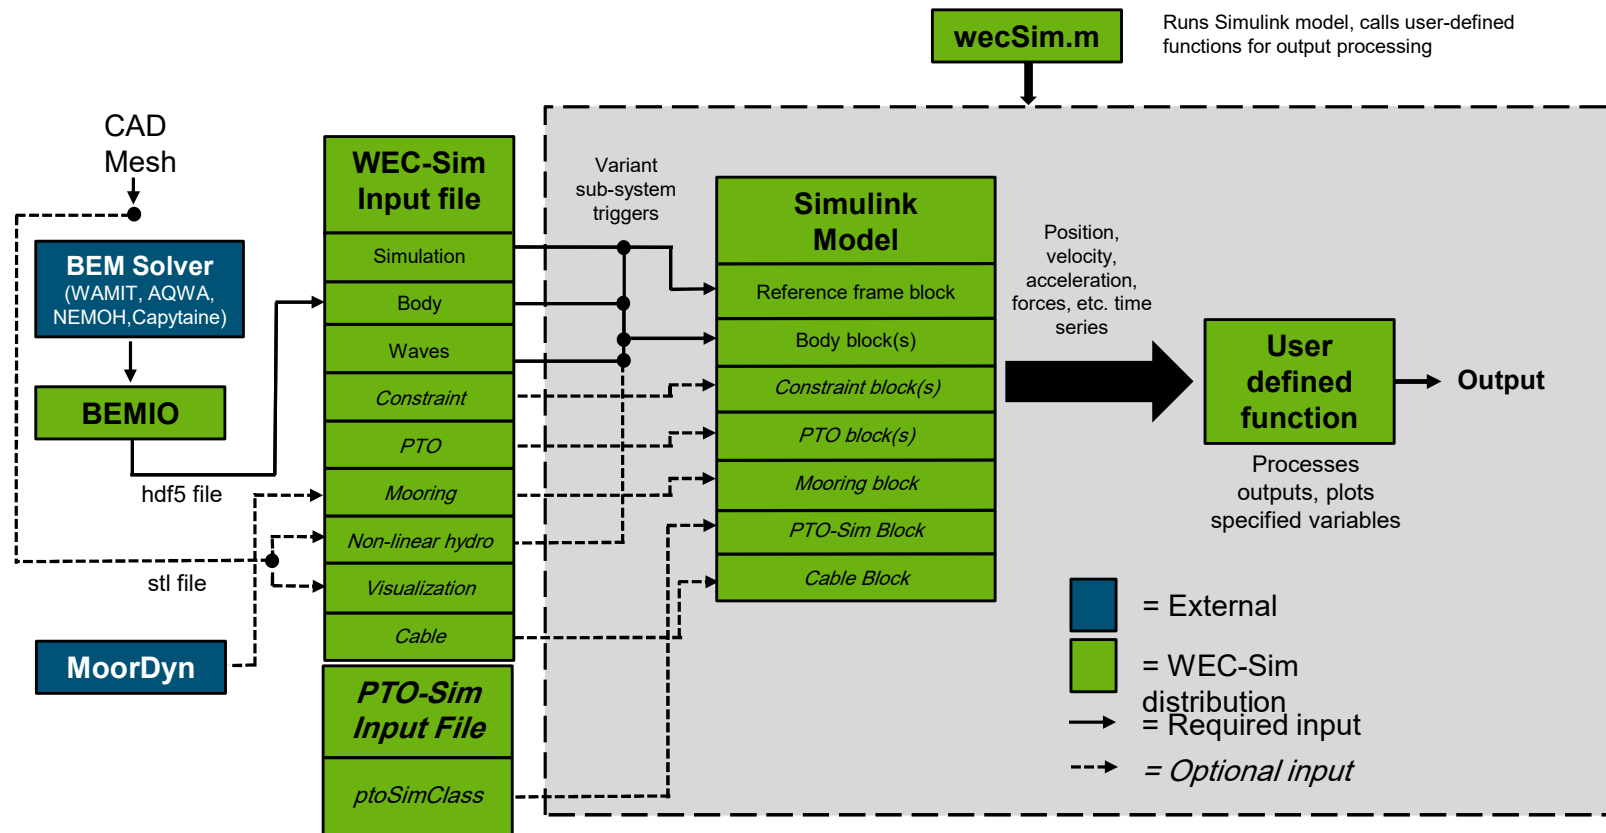 wecSim.m
Runs Simulink model, calls user-defined
functions for output processing
CAD
Mesh
BEM Solver
(WAMIT, AQWA,
NEMOH,Capytaine)
BEMIO
hdf5 file
stl file
MoorDyn
WEC-Sim
Input file
Simulation
Body
Waves
Constraint
PTO
Mooring
Non-linear hydro
Visualization
Cable
PTO-Sim
Input File
ptoSimClass
Variant
sub-system
triggers
Simulink
Model
Reference frame block
Body block(s)
Constraint block(s)
PTO block(s)
Mooring block
PTO-Sim Block
Cable Block
Position,
velocity,
acceleration,
forces, etc. time
series
User
defined
function
Output
Processes
outputs, plots
specified variables
= External
= WEC-Sim
distribution
= Required input
= Optional input